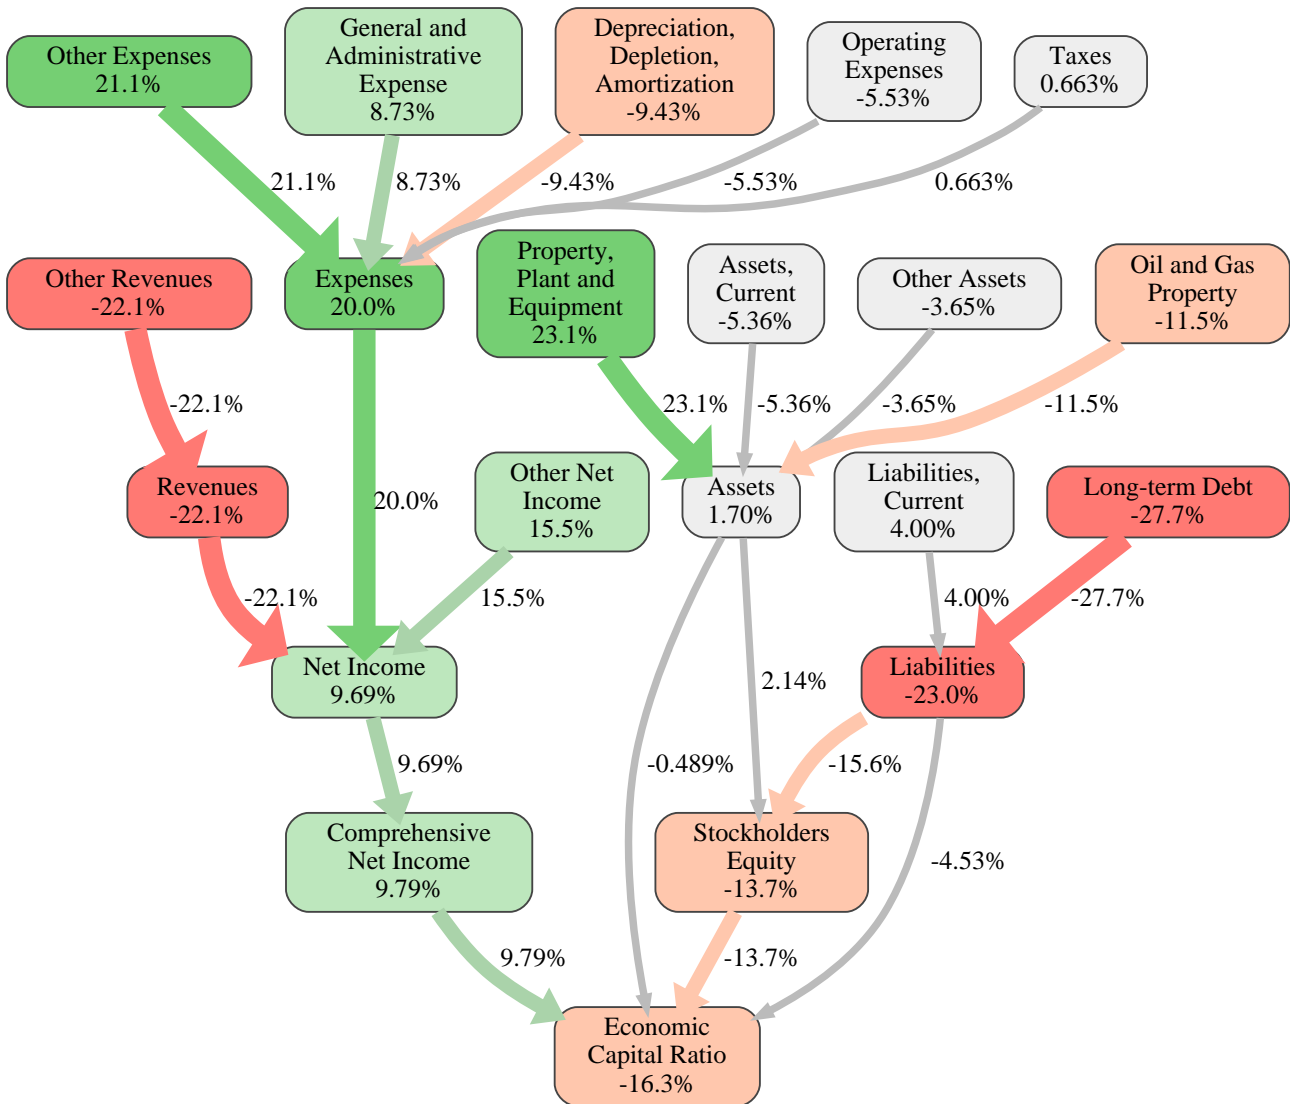 Other Expenses
21.1%
General and
Administrative
Expense
8.73%
Depreciation,
Depletion,
Amortization
-9.43%
Operating
Expenses
-5.53%
Taxes
0.663%
21.1%
8.73%
-9.43%
-5.53%
0.663%
Other Revenues
-22.1%
Expenses
20.0%
Property,
Plant and
Equipment
23.1%
Assets,
Current
-5.36%
Other Assets
-3.65%
Oil and Gas
Property
-11.5%
-22.1%
23.1%
-5.36%
-3.65%
-11.5%
Revenues
-22.1%
20.0%
Other Net
Income
15.5%
Assets
1.70%
Liabilities,
Current
4.00%
Long-term Debt
-27.7%
-22.1%
15.5%
4.00%
-27.7%
Net Income
9.69%
2.14%
Liabilities
-23.0%
9.69%
-0.489%
-15.6%
Comprehensive
Net Income
9.79%
Stockholders
Equity
-13.7%
-4.53%
9.79%
-13.7%
Economic
Capital Ratio
-16.3%